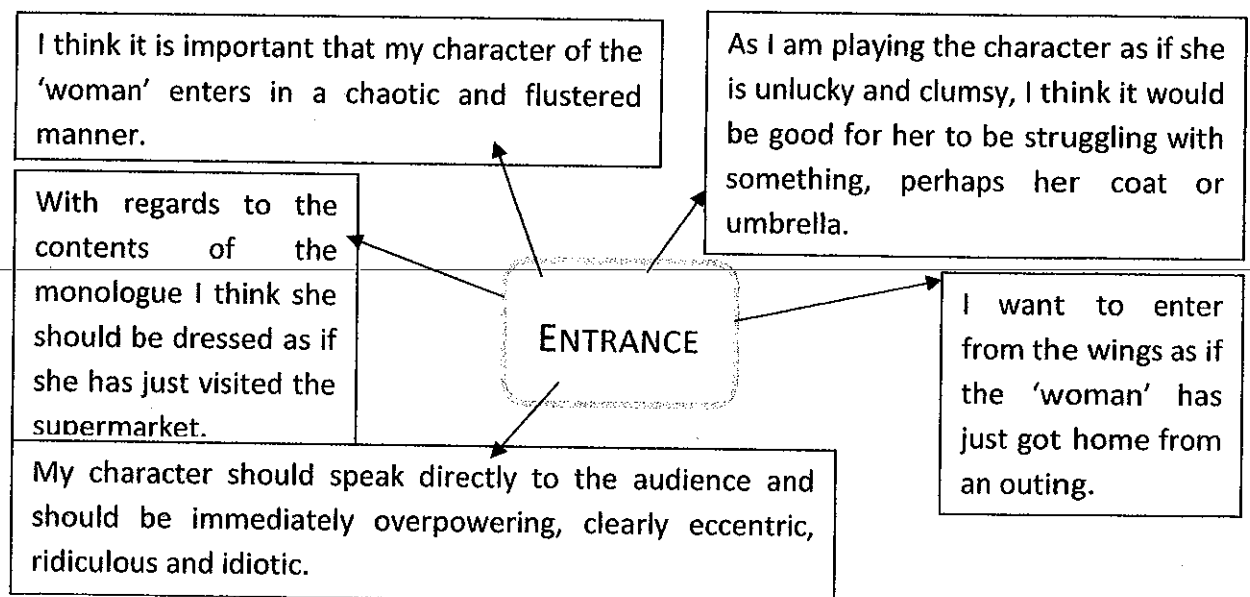 I think it is important that my character of the
'woman' enters in a chaotic and flustered
manner.
As I am playing the character as if she
is unlucky and clumsy, I think it would
be good for her to be struggling with
something, perhaps her coat or
umbrella.
With regards to the
contents of the
monologue I think she
should be dressed as if
she has just visited the
supermarket.
ENTRANCE
I want to enter
from the wings as if
the 'woman' has
just got home from
an outing.
My character should speak directly to the audience and
should be immediately overpowering, clearly eccentric,
ridiculous and idiotic.